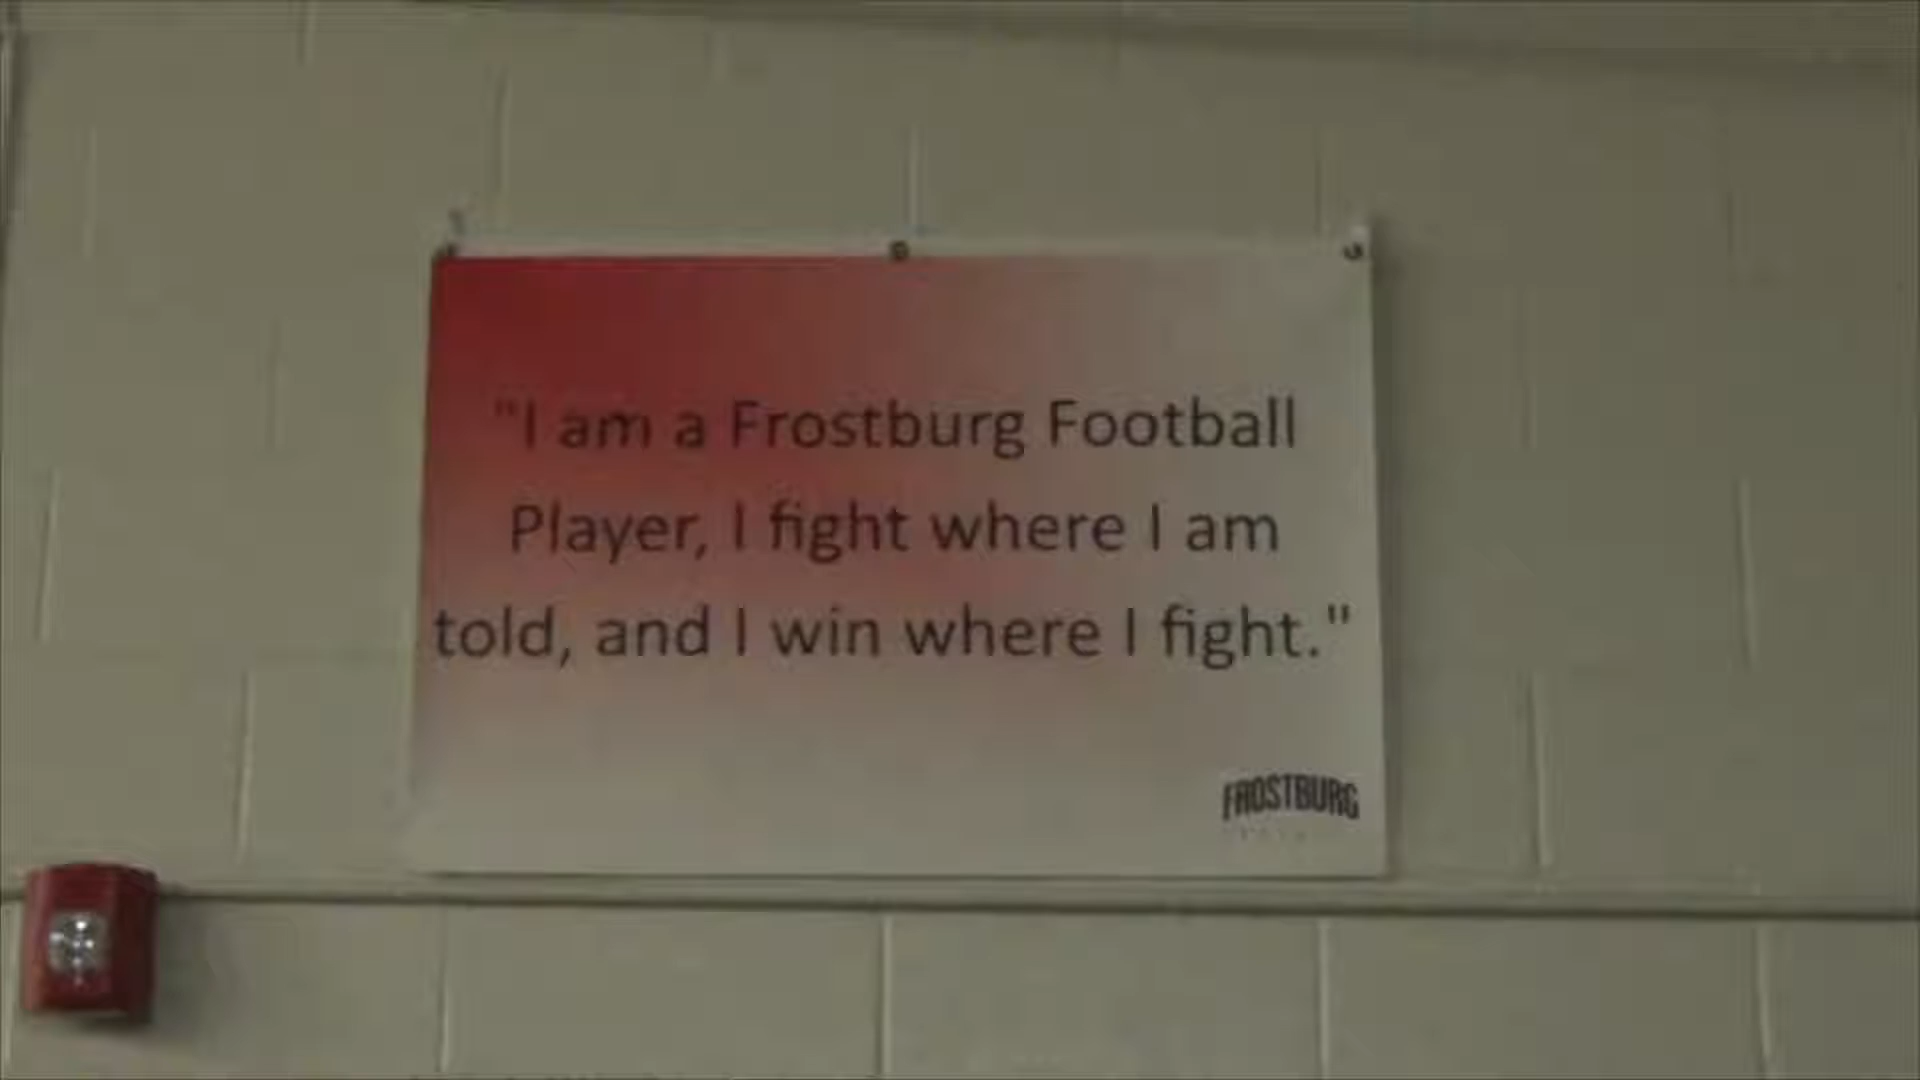 "I am a Frostburg Football
Player, I fight where I am
told, and I win where I fight."
FROSTBURG